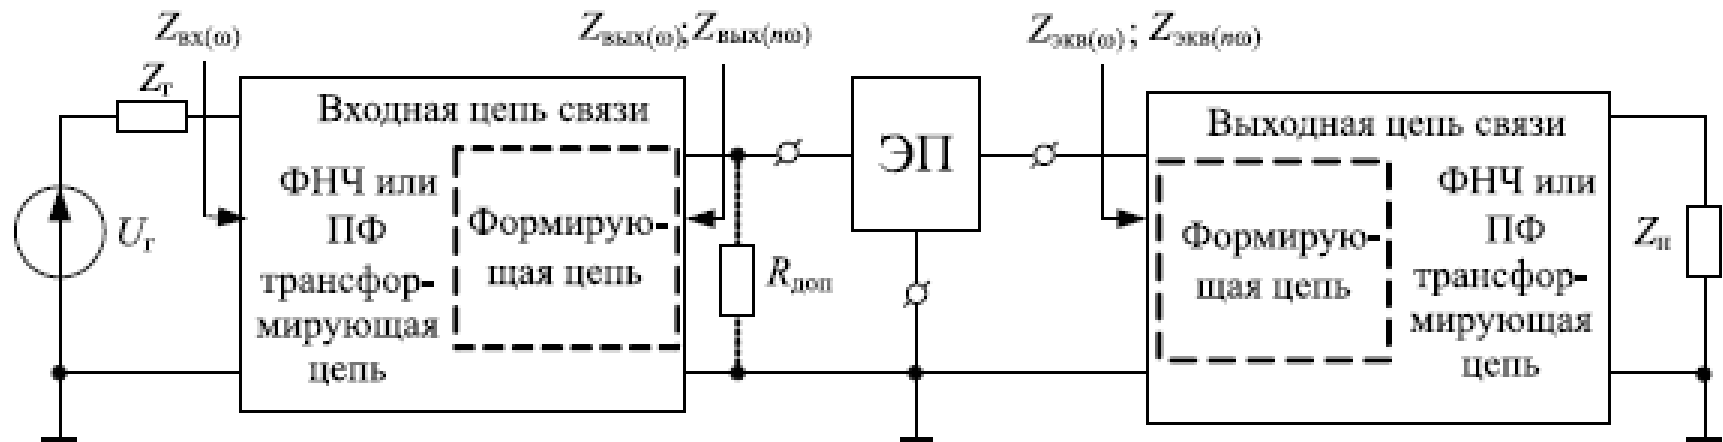 Zвх(ω)
Zвых(ω); Zвых(nω)
Zэкв(ω); Zэкв(nω)
Zг
Uг
Входная цепь связи
ФНЧ или
ПФ
трансфор-
мирующая
цепь
Формирую-
щая цепь
Rдоп
ЭП
Выходная цепь связи
Формирую-
щая цепь
ФНЧ или
ПФ
трансфор-
мирующая
цепь
Zн